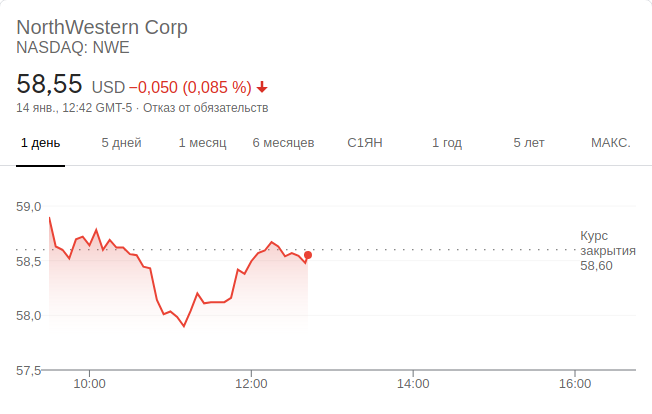 NorthWestern Corp
NASDAQ: NWE
58,55 USD −0,050 (0,085 %)
14 янв., 12:42 GMT-5 · Отказ от обязательств
1 день 5 дней 1 месяц 6 месяцев С1ЯН 1 год 5 лет МАКС.
59,0
Курс
закрытия
58,60
58,5
58,0
57,5
10:00 12:00 14:00 16:00